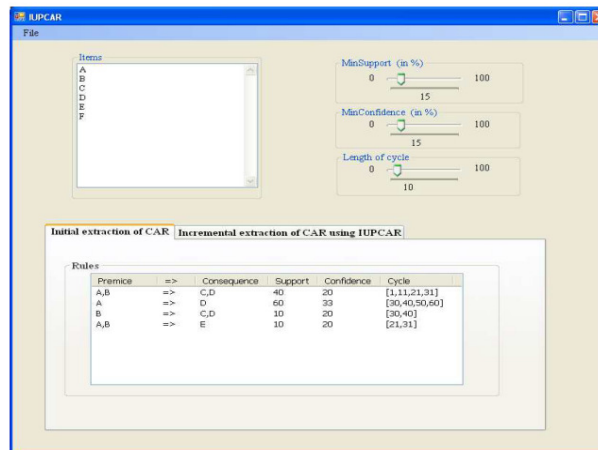 IUPCAR
File
Items
A
B
C
D
E
F
MinSupport (in %)
0 100
15
MinConfidence (in %)
0 100
15
Length of cycle
0 100
10
Initial extraction of CAR Incremental extraction of CAR using IUPCAR
Rules
Premice => Consequence Support Confidence Cycle
A,B => C,D 40 20 [1,11,21,31]
A => D 60 33 [30,40,50,60]
B => C,D 10 20 [30,40]
A,B => E 10 20 [21,31]